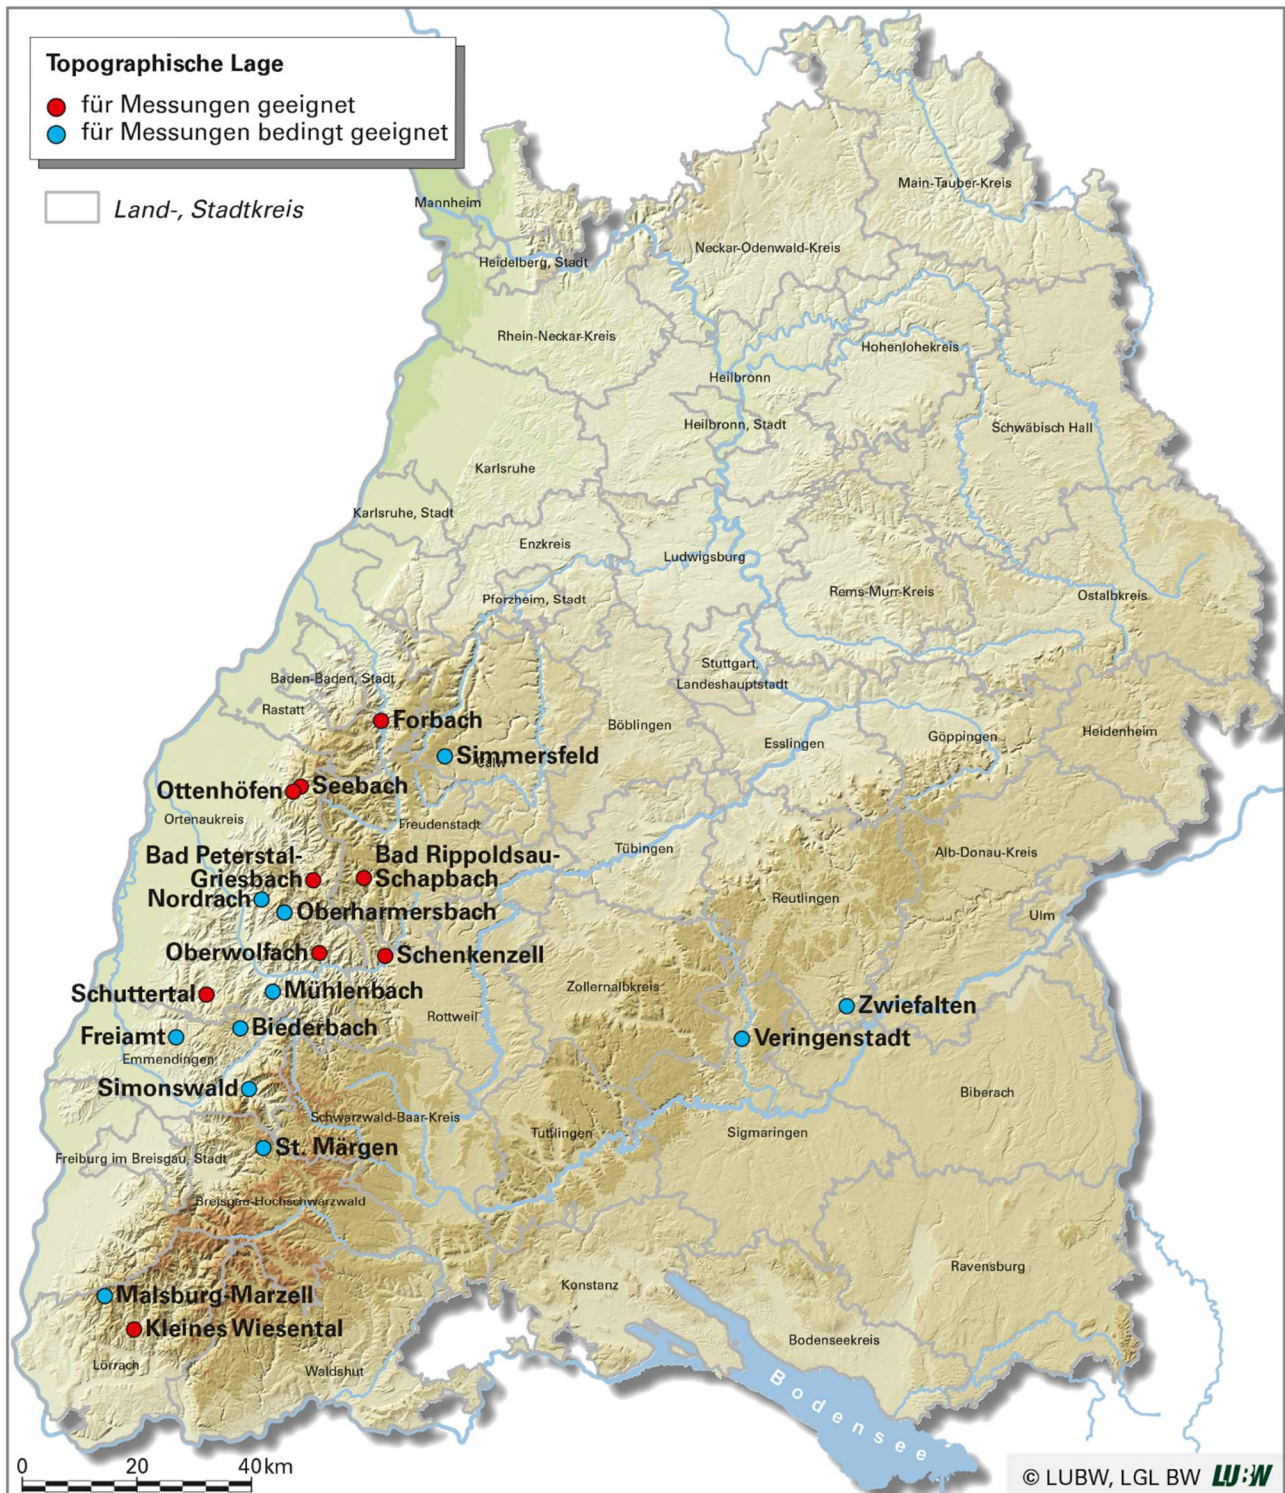 Topographische Lage
für Messungen geeignet
für Messungen bedingt geeignet
Land-, Stadtkreis
Mannheim
Main-Tauber-Kreis
Neckar-Odenwald-Kreis
Heidelberg, Stadt
Rhein-Neckar-Kreis
Hohenlohekreis
Heilbronn
Heilbronn, Stadt
Schwäbisch Hall
Karlsruhe
Karlsruhe, Stadt
Enzkreis
Ludwigsburg
Pforzheim, Stadt
Rems-Murr-Kreis
Ostalbkreis
Stuttgart,
Landeshauptstadt
Baden-Baden, Stadt
Rastatt
Forbach
Böblingen
Esslingen
Göppingen
Heidenheim
Simmersfeld
Calw
Seebach
Ottenhöfen
Ortenaukreis
Freudenstadt
Tübingen
Alb-Donau-Kreis
Bad Peterstal-
Griesbach
Bad Rippoldsau-
Schapbach
Nordrach
Oberharmersbach
Reutlingen
Ulm
Oberwolfach
Schenkenzell
Schuttertal
Mühlenbach
Zollernalbkreis
Zwiefalten
Rottweil
Freiamt
Biederbach
Veringenstadt
Emmendingen
Simonswald
Biberach
Schwarzwald-Baar-Kreis
Tuttlingen
Sigmaringen
St. Märgen
Freiburg im Breisgau, Stadt
Breisgau-Hochschwarzwald
Ravensburg
Konstanz
Malsburg-Marzell
Kleines Wiesental
Bodenseekreis
Lörrach
Waldshut
Bodensee
0 20 40 km
© LUBW, LGL BW LUBW